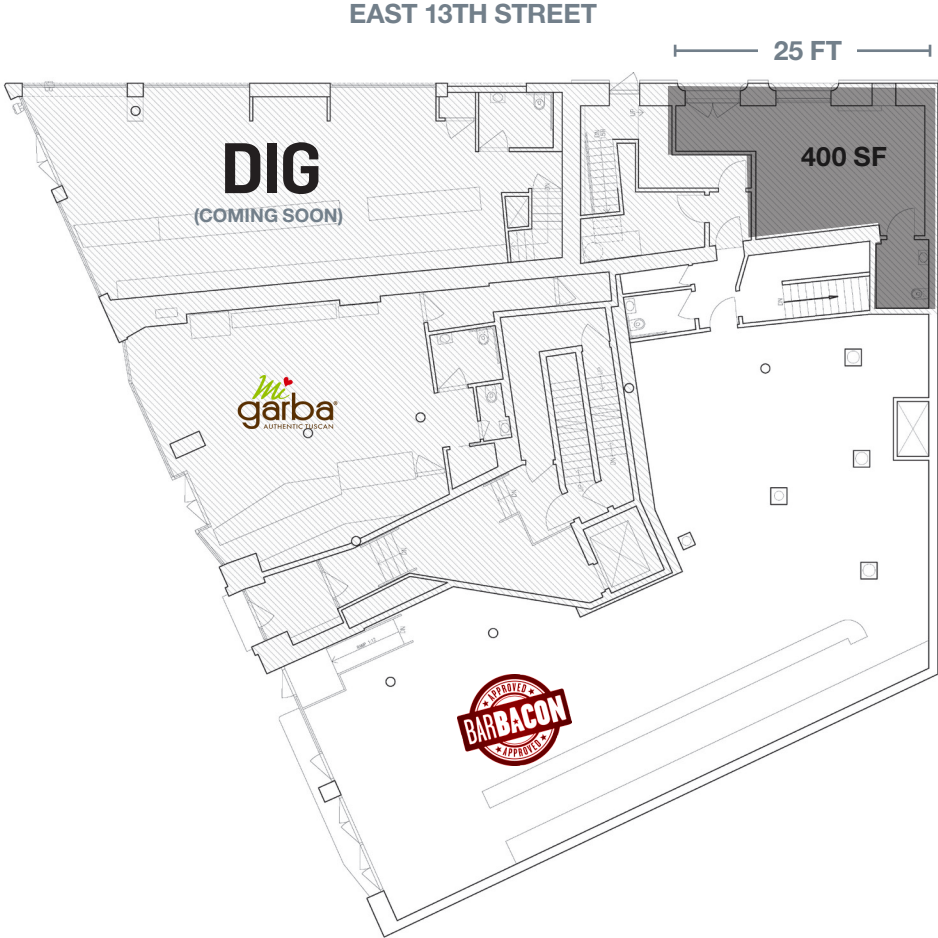 EAST 13TH STREET
25 FT
DIG
(COMING SOON)
400 SF
Mi
garba®
AUTHENTIC TUSCAN
APPROVED
BARBACON
APPROVED